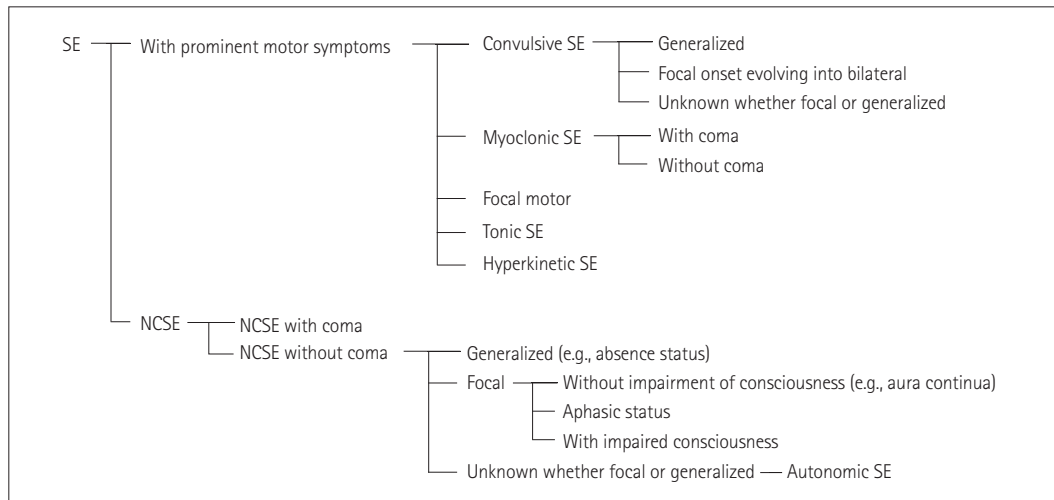 SE
With prominent motor symptoms
Convulsive SE
Generalized
Focal onset evolving into bilateral
Unknown whether focal or generalized
Myoclonic SE
With coma
Without coma
Focal motor
Tonic SE
Hyperkinetic SE
NCSE
NCSE with coma
NCSE without coma
Generalized (e.g., absence status)
Focal
Without impairment of consciousness (e.g., aura continua)
Aphasic status
With impaired consciousness
Unknown whether focal or generalized
Autonomic SE